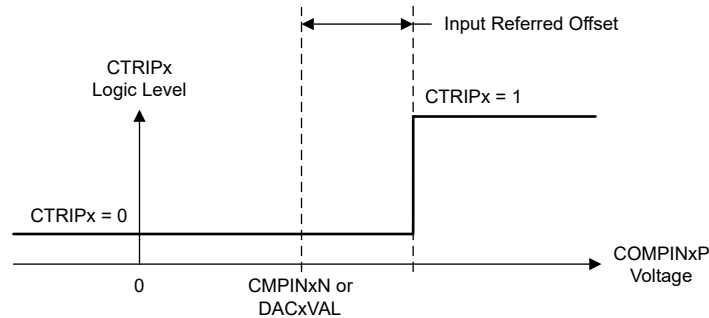 Input Referred Offset
CTRIPx
Logic Level
CTRIPx = 1
CTRIPx = 0
COMPINxP
Voltage
0
CMPINxN or
DACxVAL